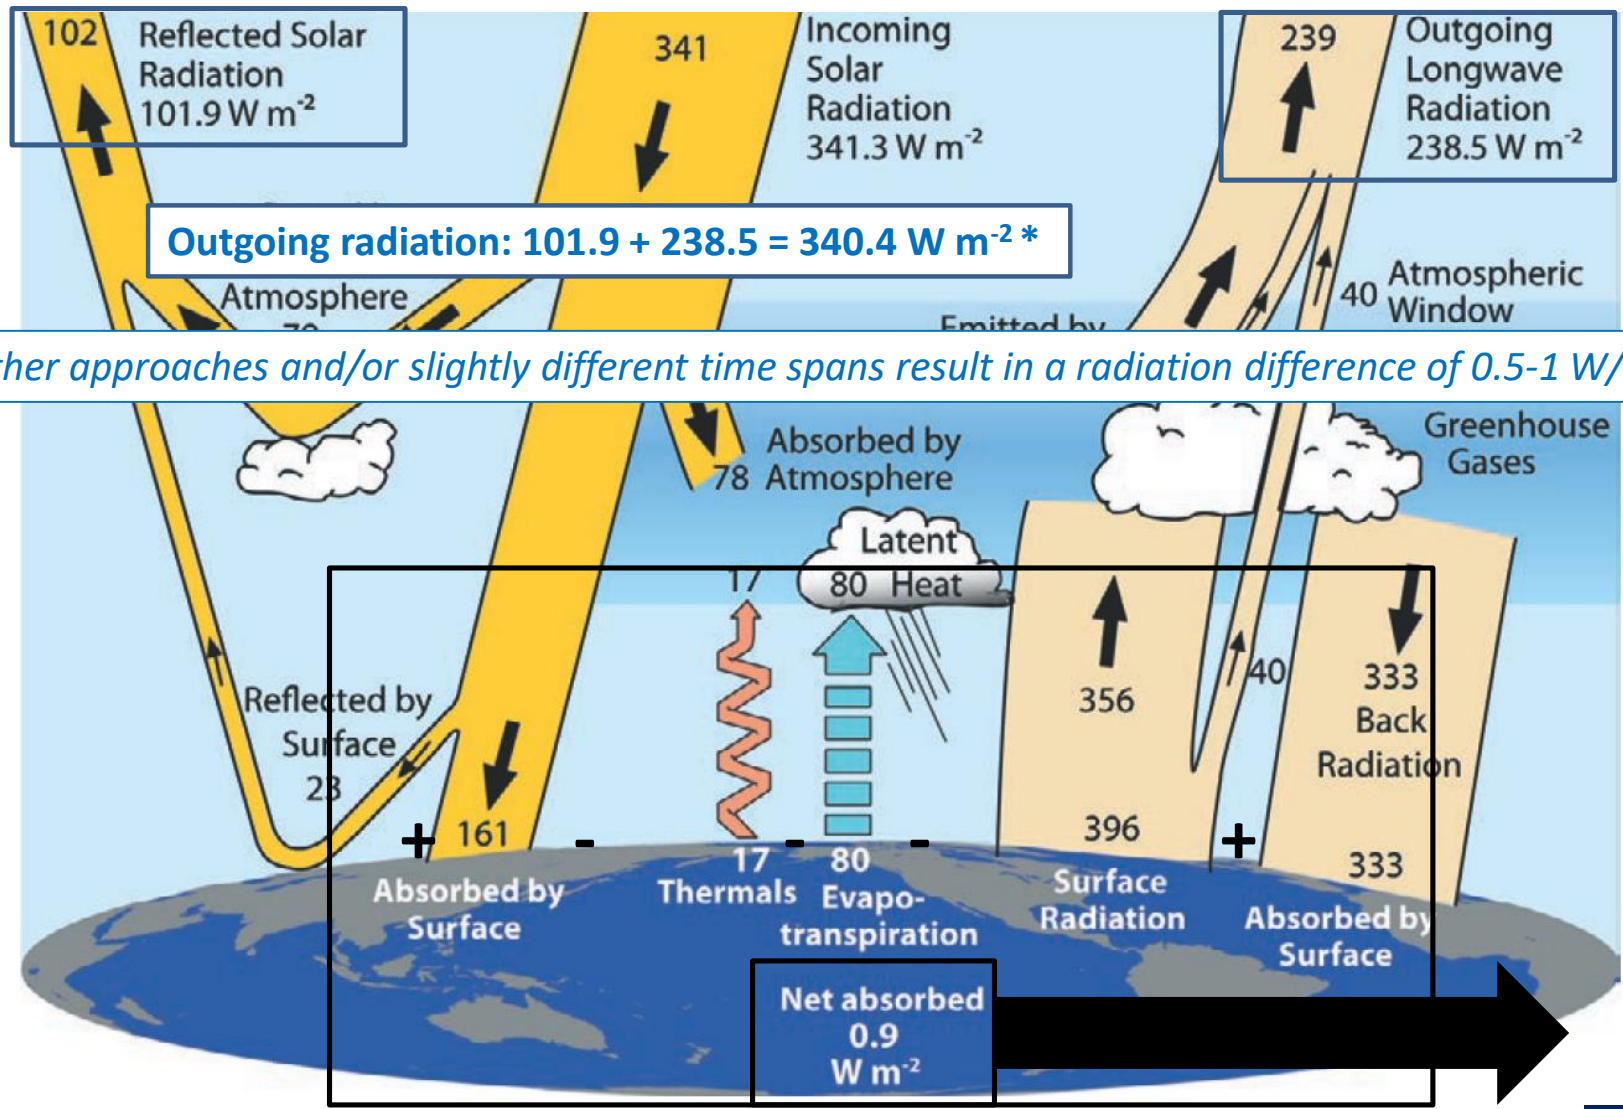 102
Reflected Solar
Radiation
101.9 W m-2
341
Incoming
Solar
Radiation
341.3 W m-2
239
Outgoing
Longwave
Radiation
238.5 W m-2
Outgoing radiation: 101.9 + 238.5 = 340.4 W m-2 *
Atmosphere
Emitted by
40
Atmospheric
Window
approaches and/or slightly different time spans result in a radiation difference of 0.5-1 W/
Greenhouse
Gases
Absorbed by
Atmosphere
78
Latent
80 Heat
17
Reflected by
Surface
23
356
40
333
Back
Radiation
+
161
-
-
-
396
+
333
17
Thermals
80
Evapo-
transpiration
Absorbed by
Surface
Surface
Radiation
Absorbed by
Surface
Net absorbed
0.9
W m-2